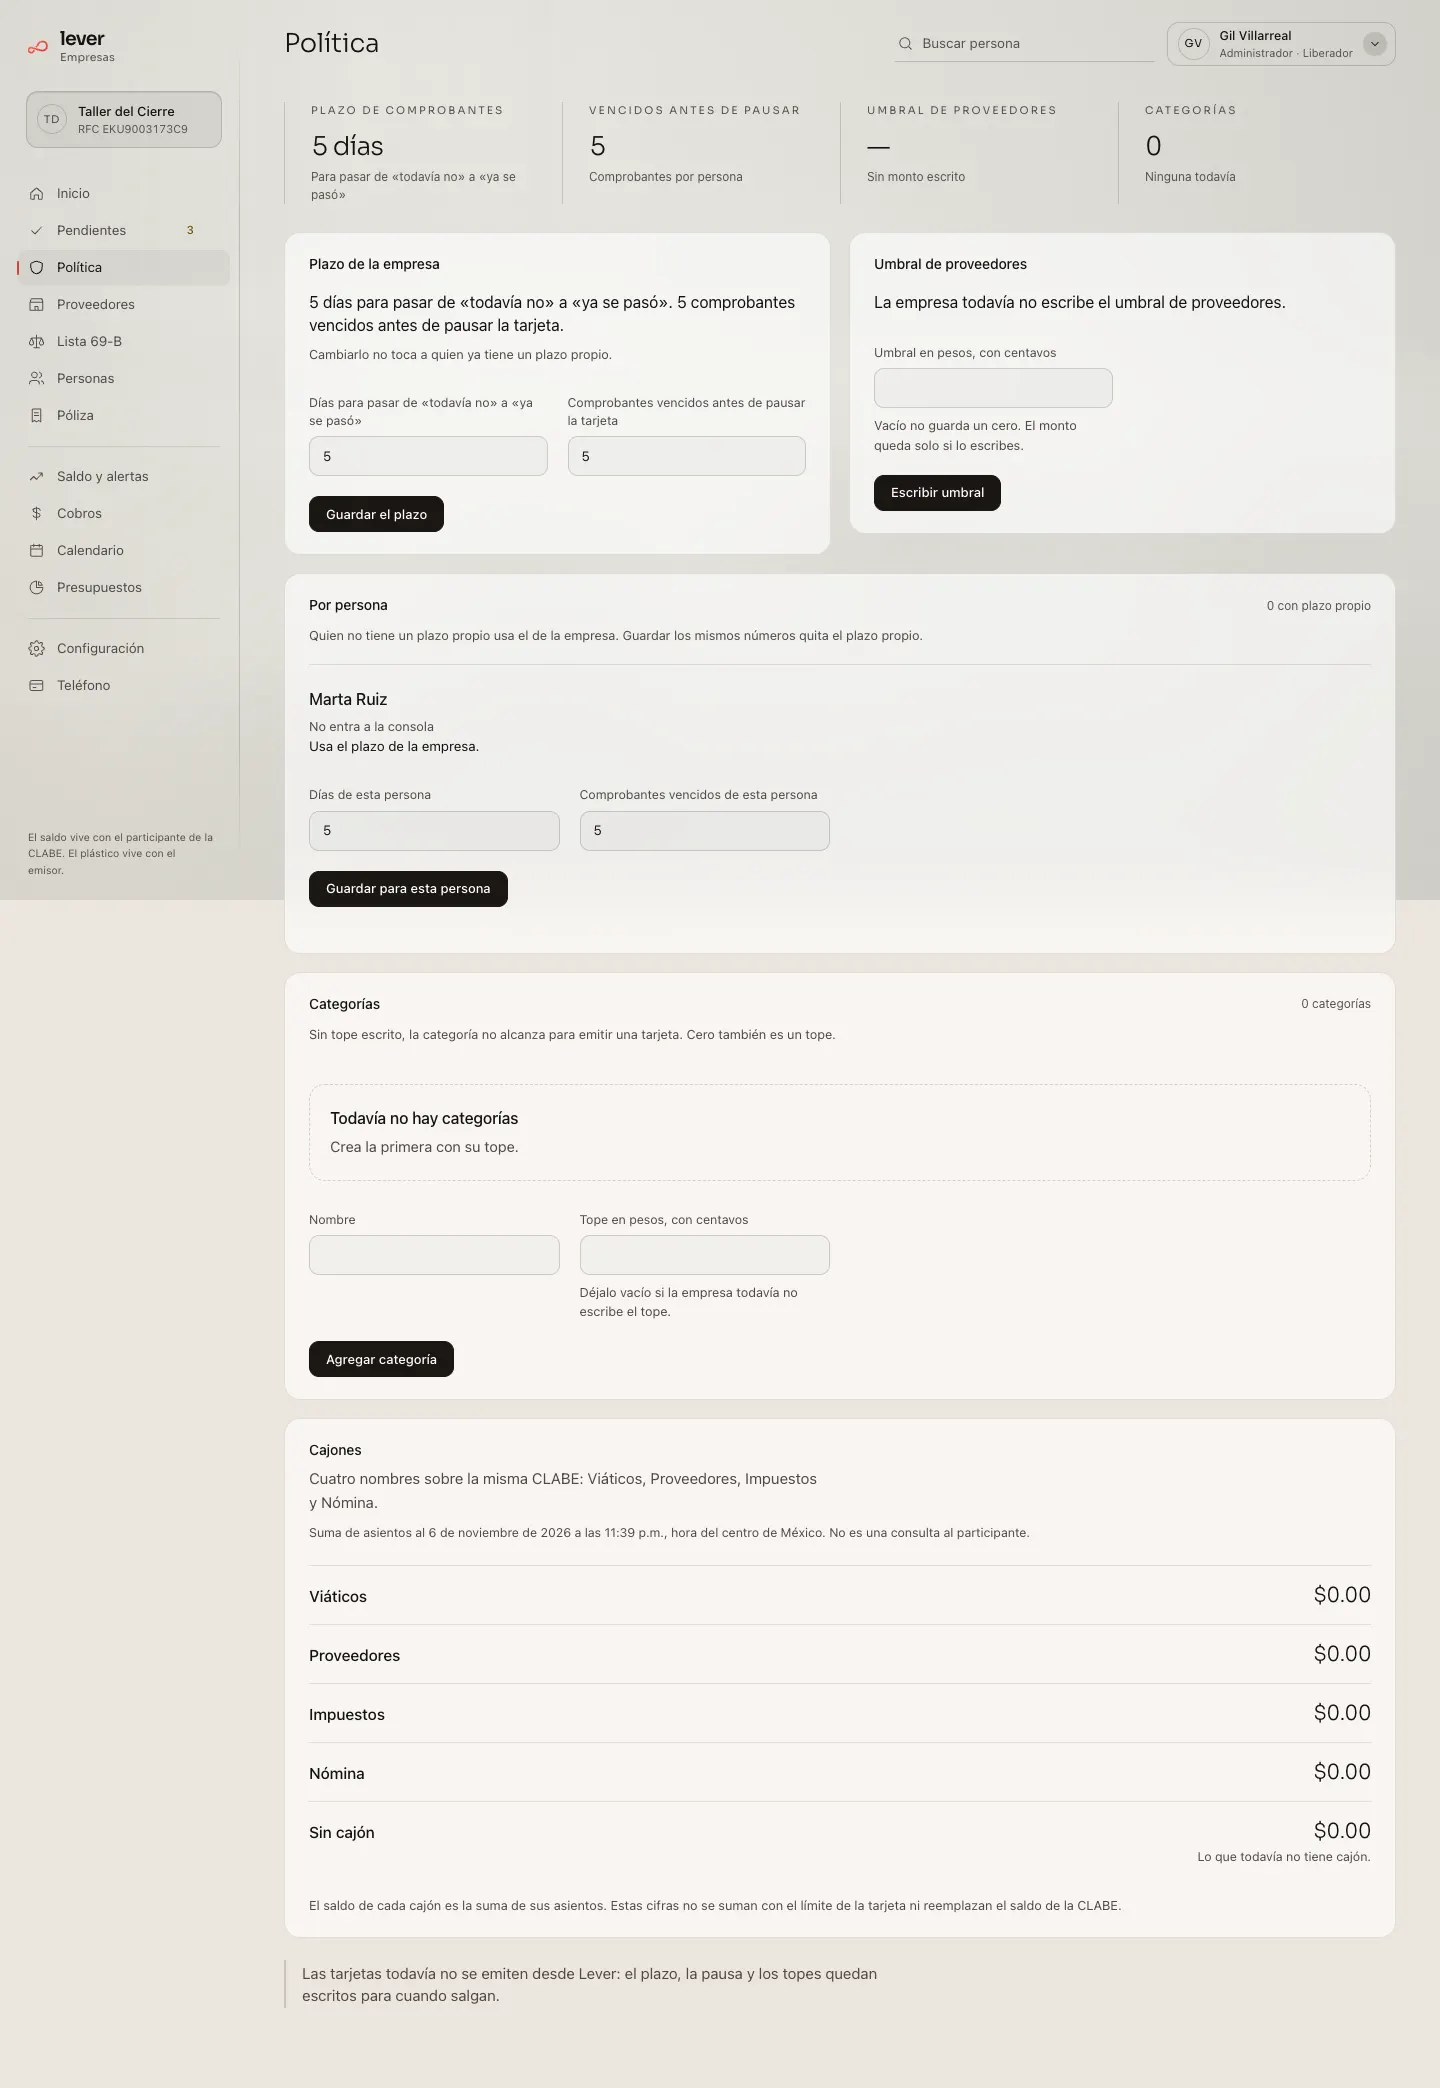 lever
Empresas
TD
Taller del Cierre
RFC EKU9003173C9
Inicio
Pendientes 3
Política
Proveedores
Lista 69-B
Personas
Póliza
Saldo y alertas
Cobros
Calendario
Presupuestos
Configuración
Teléfono
El saldo vive con el participante de la
CLABE. El plástico vive con el
emisor.
Política
Buscar persona
GV
Gil Villarreal
Administrador · Liberador
PLAZO DE COMPROBANTES
5 días
Para pasar de «todavía no» a «ya se
pasó»
VENCIDOS ANTES DE PAUSAR
5
Comprobantes por persona
UMBRAL DE PROVEEDORES
—
Sin monto escrito
CATEGORÍAS
0
Ninguna todavía
Plazo de la empresa
5 días para pasar de «todavía no» a «ya se pasó». 5 comprobantes
vencidos antes de pausar la tarjeta.
Cambiarlo no toca a quien ya tiene un plazo propio.
Días para pasar de «todavía no» a «ya
se pasó»
5
Comprobantes vencidos antes de pausar
la tarjeta
5
Guardar el plazo
Umbral de proveedores
La empresa todavía no escribe el umbral de proveedores.
Umbral en pesos, con centavos
Vacío no guarda un cero. El monto
queda solo si lo escribes.
Escribir umbral
Por persona
0 con plazo propio
Quien no tiene un plazo propio usa el de la empresa. Guardar los mismos números quita el plazo propio.
Marta Ruiz
No entra a la consola
Usa el plazo de la empresa.
Días de esta persona
5
Comprobantes vencidos de esta persona
5
Guardar para esta persona
Categorías
0 categorías
Sin tope escrito, la categoría no alcanza para emitir una tarjeta. Cero también es un tope.
Todavía no hay categorías
Crea la primera con su tope.
Nombre
Tope en pesos, con centavos
Déjalo vacío si la empresa todavía no
escribe el tope.
Agregar categoría
Cajones
Cuatro nombres sobre la misma CLABE: Viáticos, Proveedores, Impuestos
y Nómina.
Suma de asientos al 6 de noviembre de 2026 a las 11:39 p.m., hora del centro de México. No es una consulta al participante.
Viáticos $0.00
Proveedores $0.00
Impuestos $0.00
Nómina $0.00
Sin cajón $0.00
Lo que todavía no tiene cajón.
El saldo de cada cajón es la suma de sus asientos. Estas cifras no se suman con el límite de la tarjeta ni reemplazan el saldo de la CLABE.
Las tarjetas todavía no se emiten desde Lever: el plazo, la pausa y los topes quedan
escritos para cuando salgan.